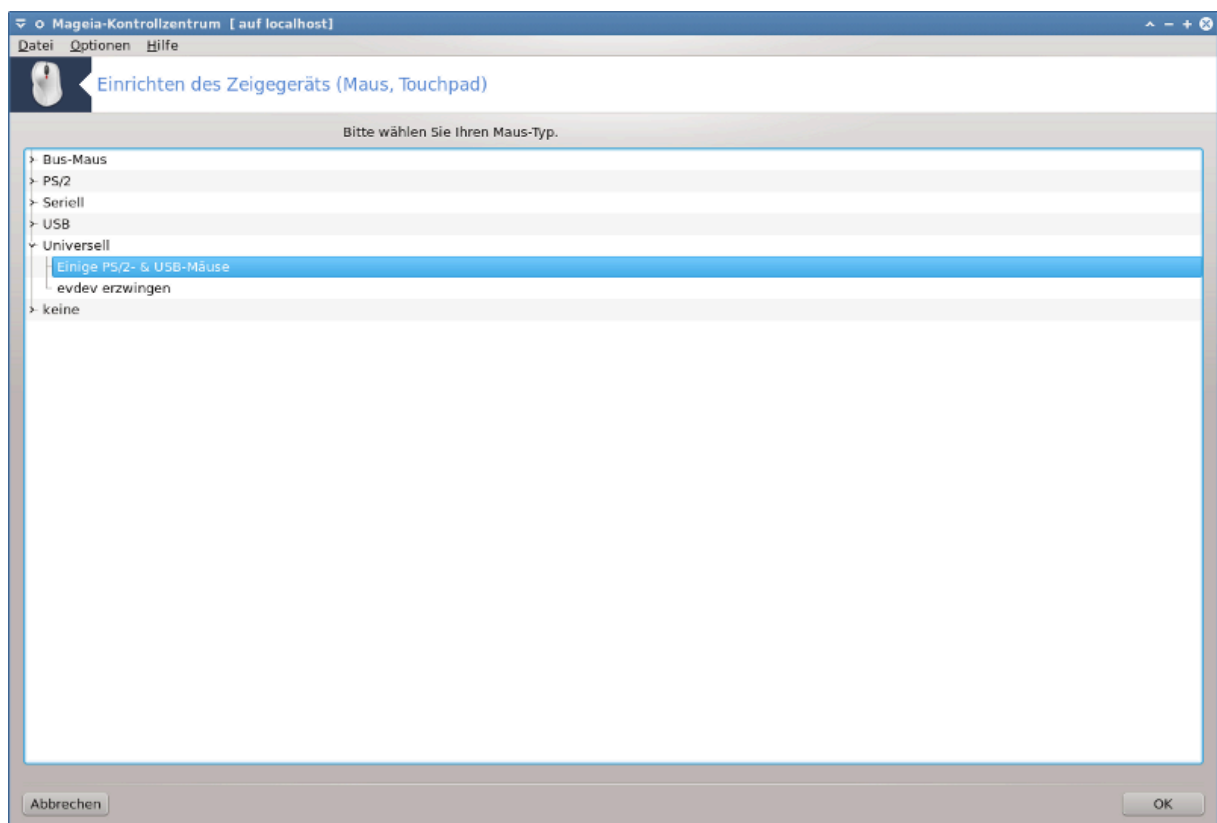 Mageia-Kontrollzentrum [ auf localhost]
Datei Optionen Hilfe
Einrichten des Zeigegeräts (Maus, Touchpad)
Bitte wählen Sie Ihren Maus-Typ.
Bus-Maus
PS/2
Seriell
USB
Universell
Einige PS/2- & USB-Mäuse
evdev erzwingen
keine
Abbrechen OK